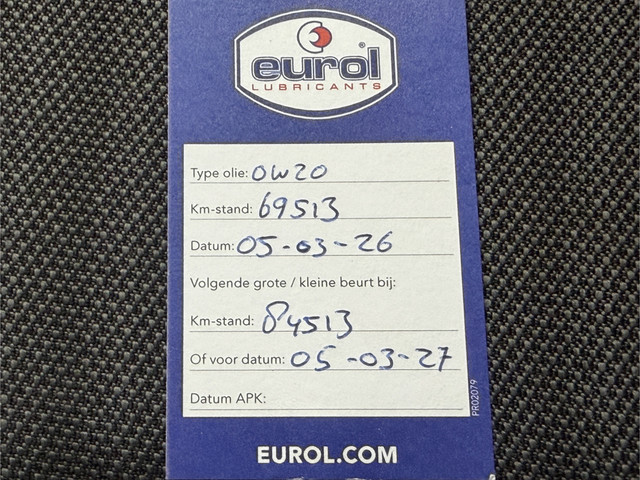 eurol®
LUBRICANTS
Type olie: 0W20
Km-stand: 69513
Datum: 05-03-26
Volgende grote / kleine beurt bij:
Km-stand: 84513
Of voor datum: 05-03-27
Datum APK:
PR02079
EUROL.COM